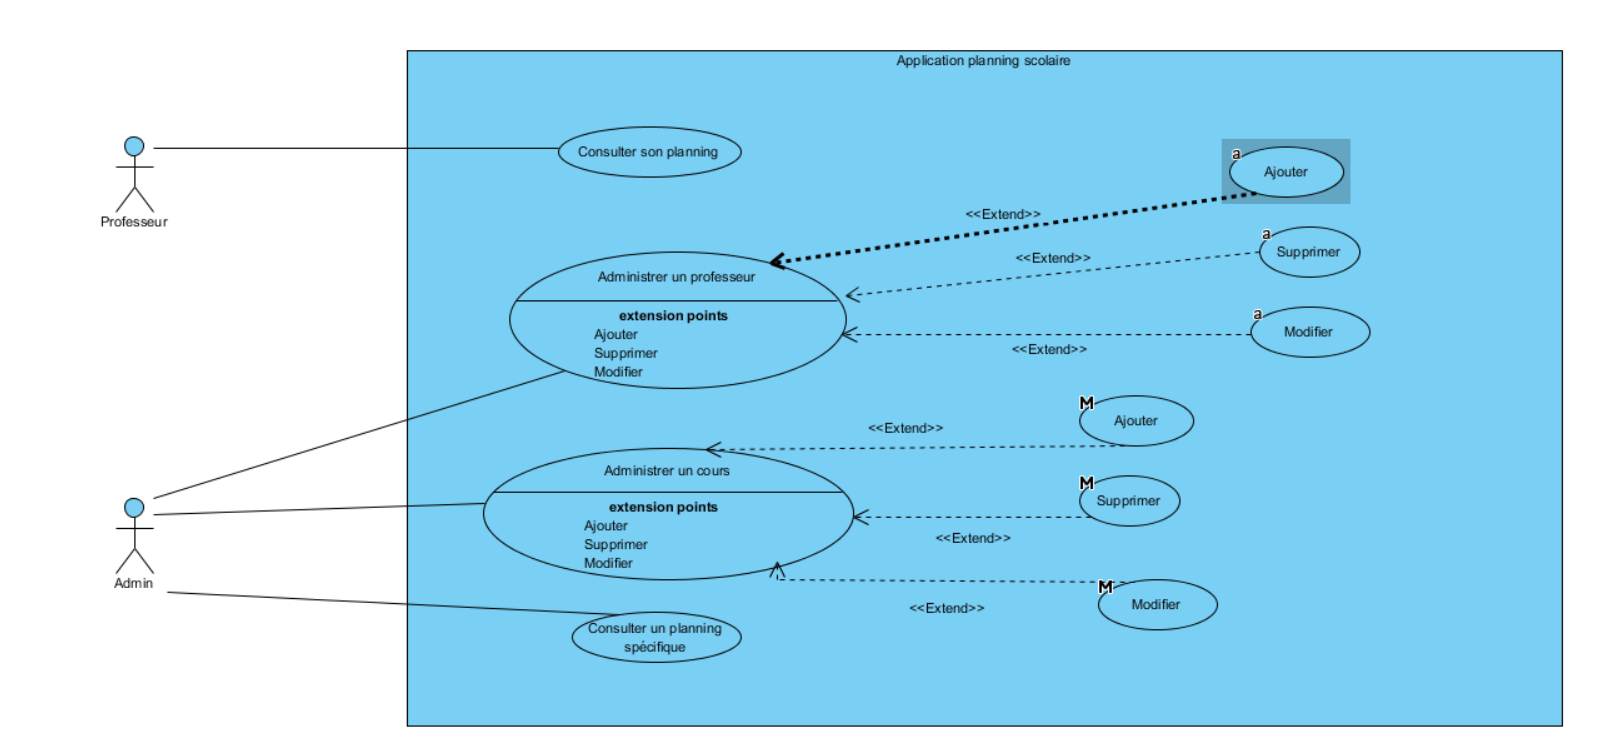 Application planning scolaire
Consulter son planning
Professeur
a
Ajouter
<<Extend>>
a
Supprimer
<<Extend>>
Administrer un professeur
extension points
Ajouter
Supprimer
Modifier
a
Modifier
<<Extend>>
M
Ajouter
<<Extend>>
Administrer un cours
extension points
Ajouter
Supprimer
Modifier
M
Supprimer
<<Extend>>
Admin
M
Modifier
<<Extend>>
Consulter un planning
spécifique